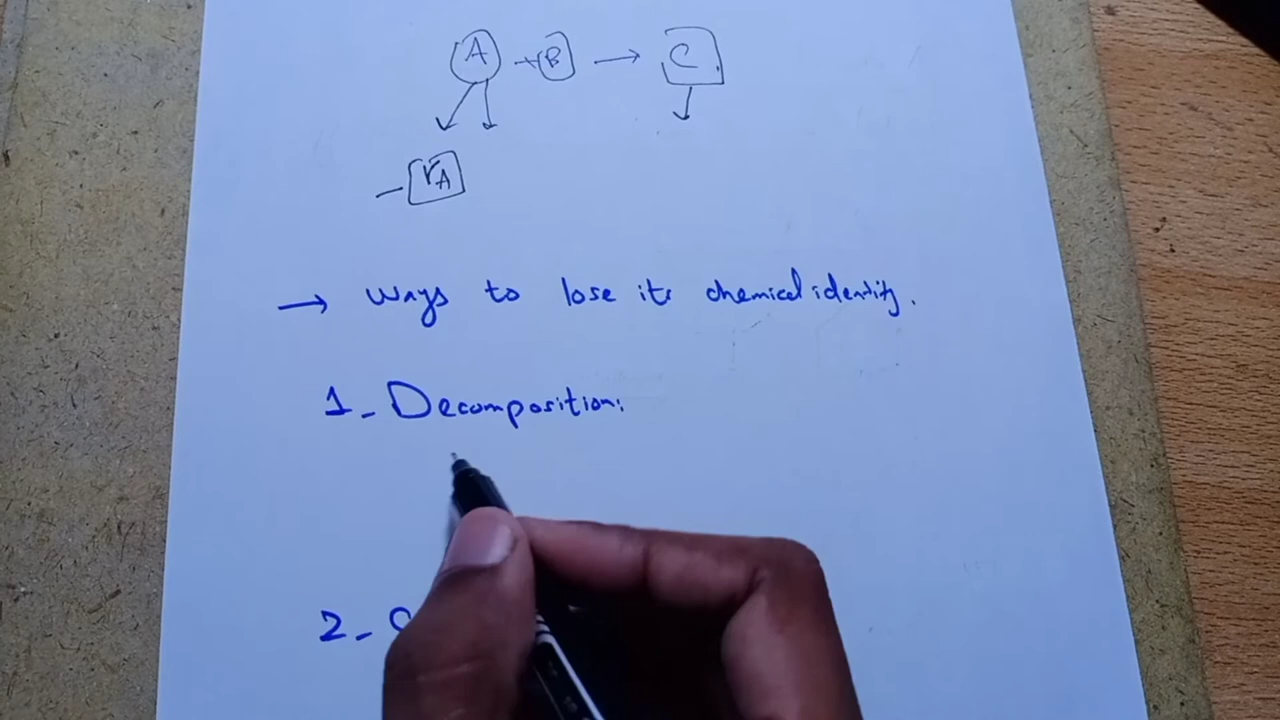 A + B → C
- rA
→ Ways to lose its chemical identity.
1- Decomposition:
2-